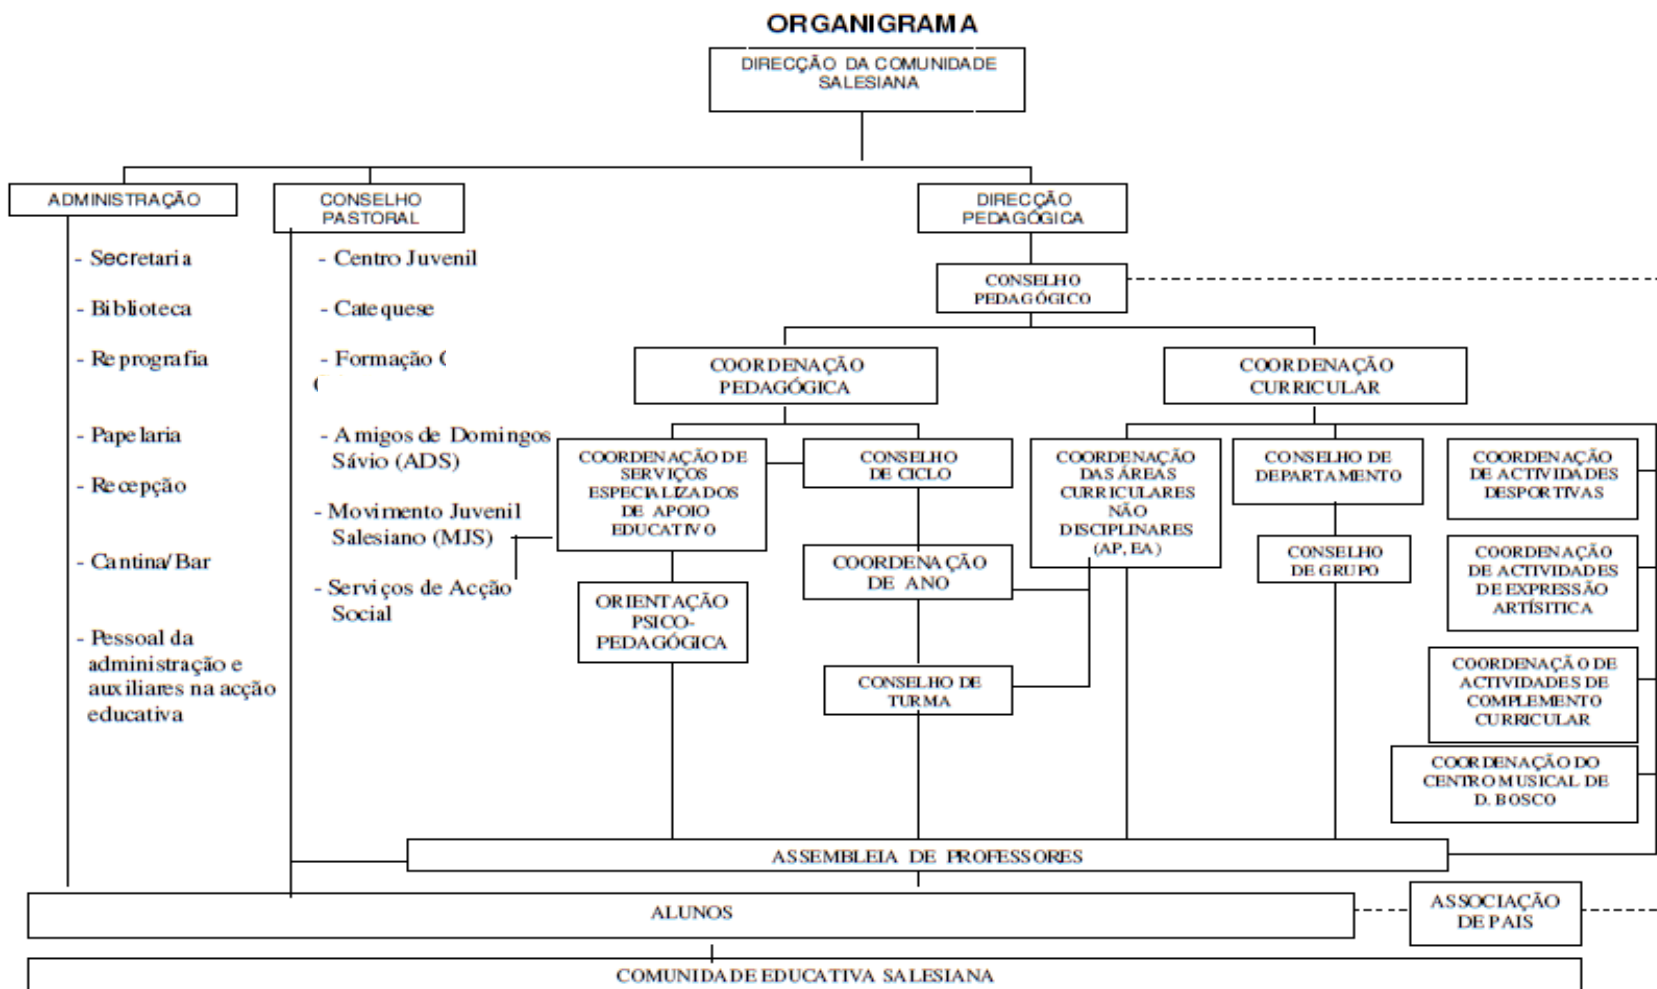 ORGANIGRAMA
DIRECÇÃO DA COMUNIDADE
SALESIANA
ADMINISTRAÇÃO
- Secretaria
- Biblioteca
- Reprografia
- Papelaria
- Recepção
- Cantina/Bar
- Pessoal da
administração e
auxiliares na acção
educativa
CONSELHO
PASTORAL
- Centro Juvenil
- Catequese
- Formação
- Amigos de Domingos
Sávio (ADS)
- Movimento Juvenil
Salesiano (MJS)
- Serviços de Acção
Social
DIRECÇÃO
PEDAGÓGICA
CONSELHO
PEDAGÓGICO
COORDENAÇÃO
PEDAGÓGICA
COORDENAÇÃO
CURRICULAR
COORDENAÇÃO DE
SERVIÇOS
ESPECIALIZADOS
DE APOIO
EDUCATIVO
ORIENTAÇÃO
PSICO-
PEDAGÓGICA
CONSELHO
DE CICLO
COORDENAÇÃO
DE ANO
CONSELHO DE
TURMA
COORDENAÇÃO
DAS ÁREAS
CURRICULARES
NÃO
DISCIPLINARES
(AP, EA)
CONSELHO DE
DEPARTAMENTO
CONSELHO
DE GRUPO
COORDENAÇÃO
DE ACTIVIDADES
DESPORTIVAS
COORDENAÇÃO
DE ACTIVIDADES
DE EXPRESSÃO
ARTÍSITICA
COORDENAÇÃO DE
ACTIVIDADES DE
COMPLEMENTO
CURRICULAR
COORDENAÇÃO DO
CENTRO MUSICAL DE
D. BOSCO
ASSEMBLEIA DE PROFESSORES
ALUNOS
ASSOCIAÇÃO
DE PAIS
COMUNIDADE EDUCATIVA SALESIANA